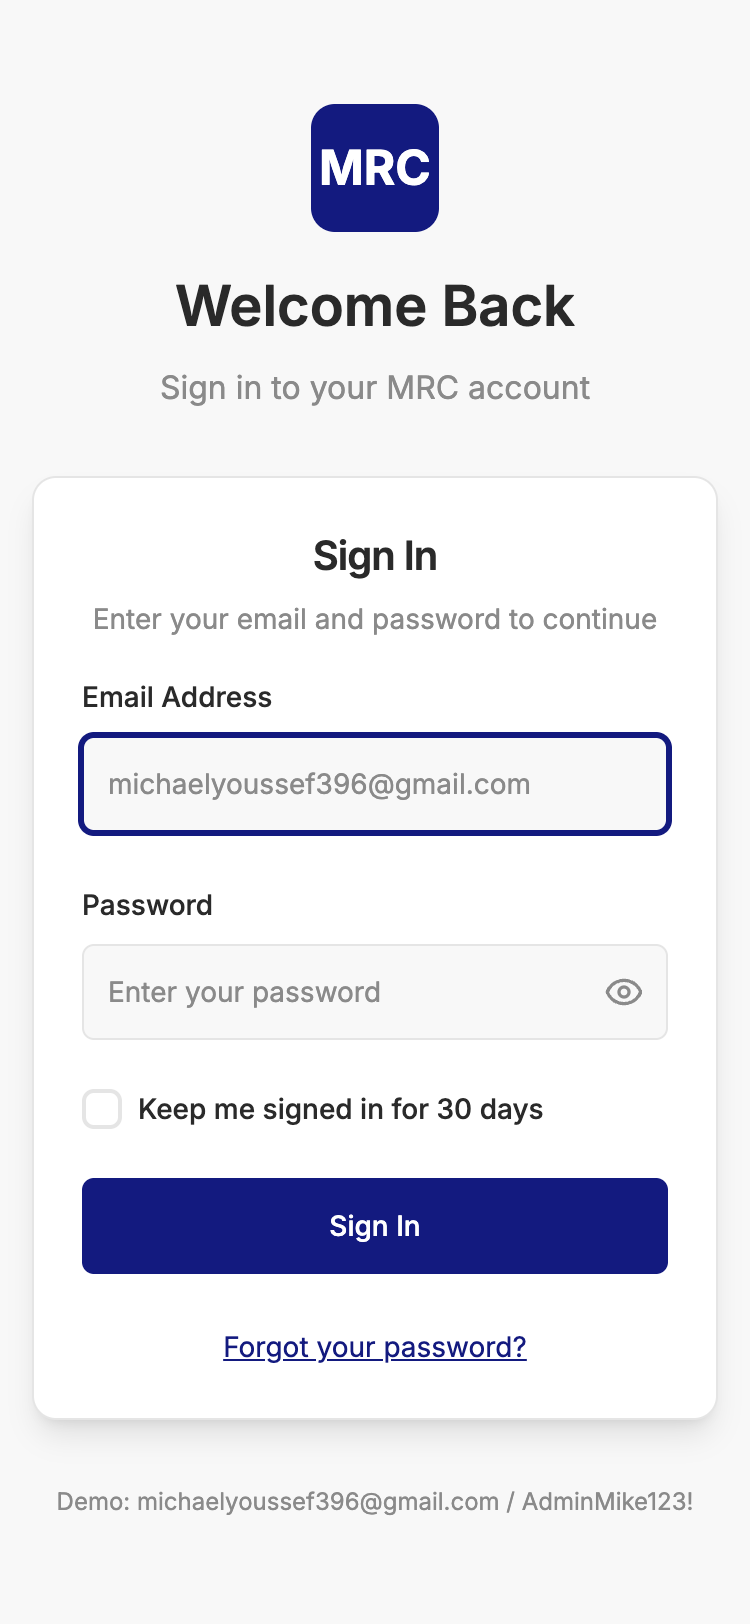 MRC
Welcome Back
Sign in to your MRC account
Sign In
Enter your email and password to continue
Email Address
michaelyoussef396@gmail.com
Password
Enter your password
Keep me signed in for 30 days
Sign In
Forgot your password?
Demo: michaelyoussef396@gmail.com / AdminMike123!